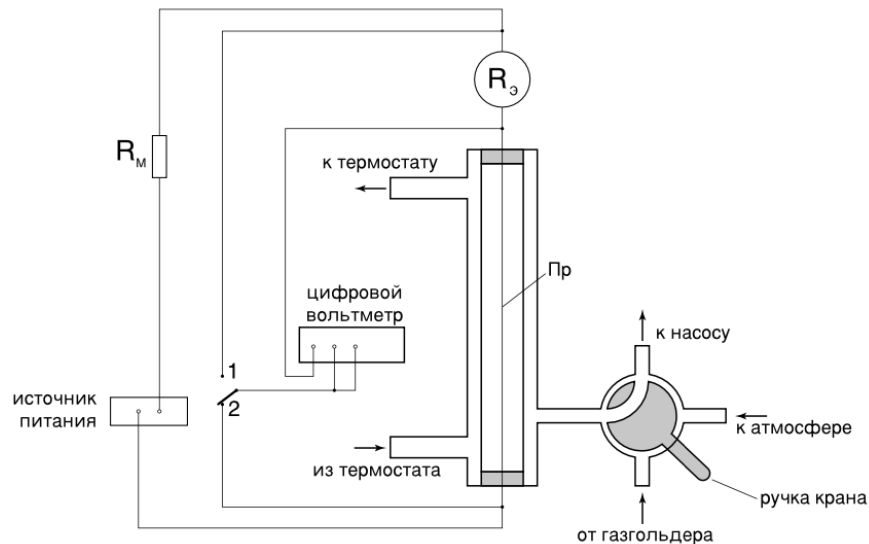 Rэ
Rм
к термостату
Пр
цифровой
вольтметр
к насосу
1
источник
питания
2
к атмосфере
из термостата
ручка крана
от газгольдера